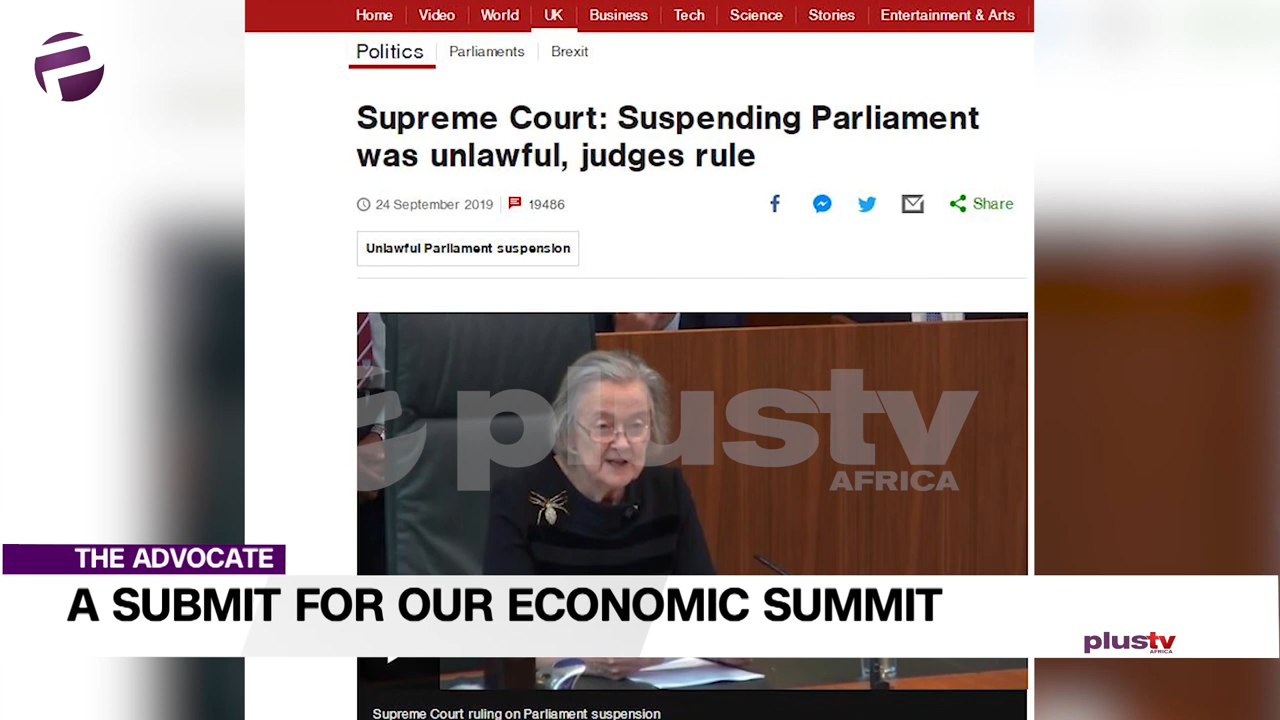 Home Video World UK Business Tech Science Stories Entertainment & Arts
Politics Parliaments Brexit
Supreme Court: Suspending Parliament
was unlawful, judges rule
24 September 2019 19486
Share
Unlawful Parliament suspension
plustv
AFRICA
THE ADVOCATE
A SUBMIT FOR OUR ECONOMIC SUMMIT
plustv
AFRICA
Supreme Court ruling on Parliament suspension